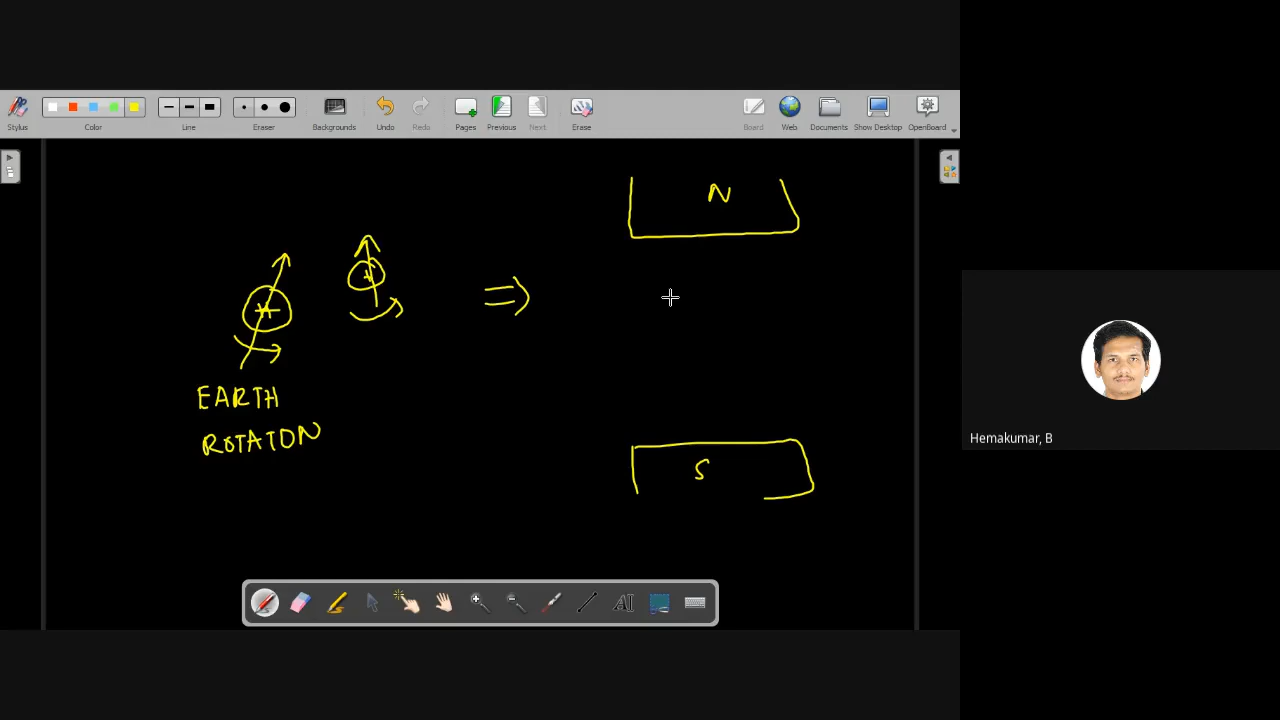 Stylus
Color
Line
Eraser
Backgrounds
Undo
Redo
Pages
Previous
Next
Erase
Board
Web
Documents
Show Desktop
OpenBoard
N
EARTH
ROTATON
S
AI
Hemakumar, B